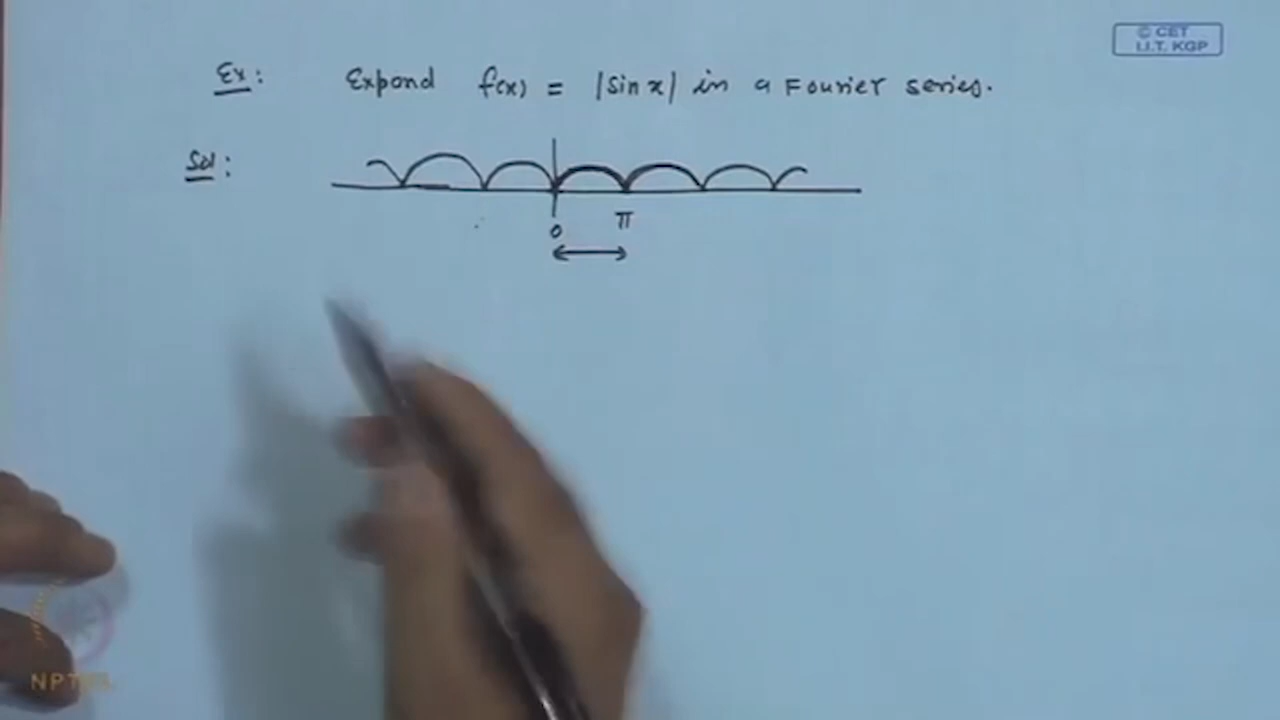 © CET
I.I.T. KGP
Ex: Expand f(x) = |sin x| in a Fourier series.
Sol:
0 π
NPTEL